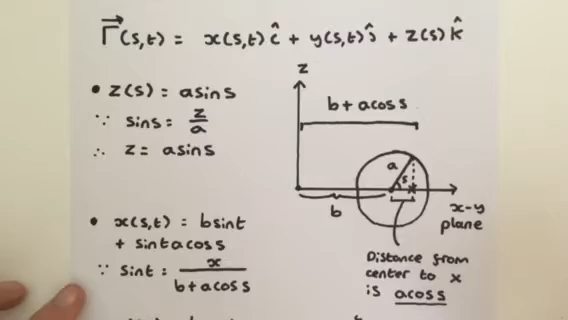 r(s,t) = x(s,t)î + y(s,t)ĵ + z(s)k̂
• z(s) = asins
∵ sins = z/a
∴ z = asins
• x(s,t) = bsint
+ sintacoss
∵ sint = x/(b+acoss)
z
b+acoss
a
s
b
x-y
plane
Distance from
center to x
is acoss